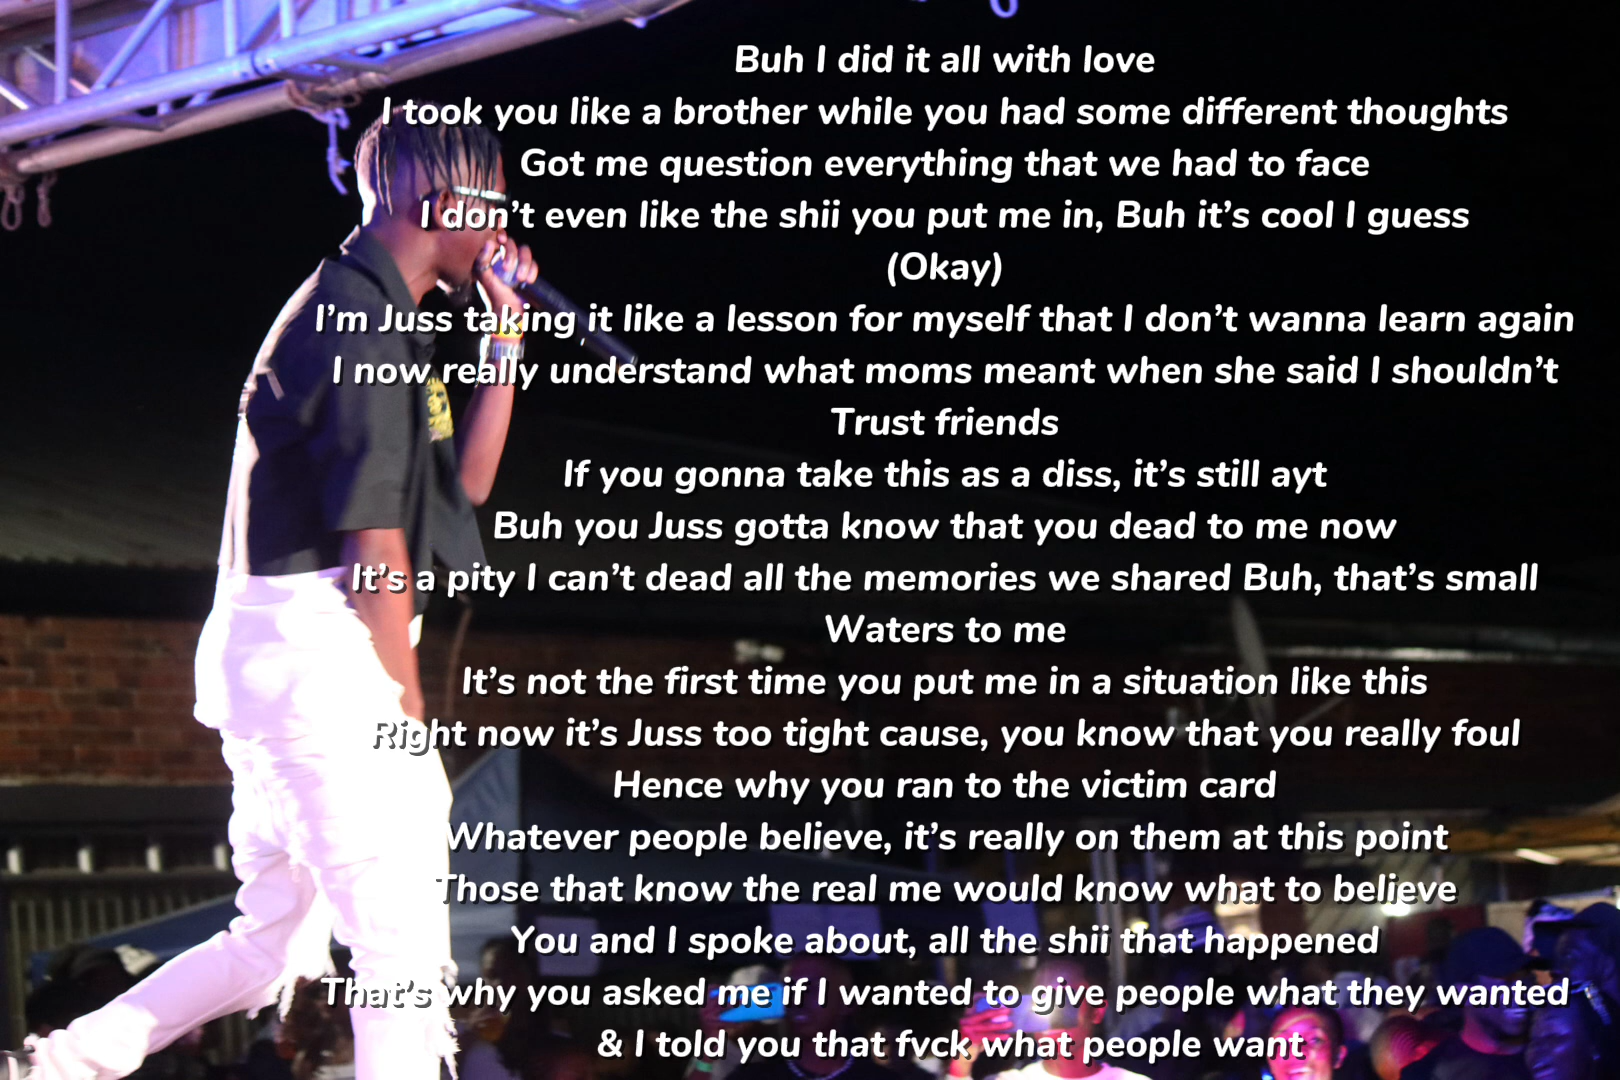 Buh I did it all with love
I took you like a brother while you had some different thoughts
Got me question everything that we had to face
I don't even like the shii you put me in, Buh it's cool I guess
(Okay)
I'm Juss taking it like a lesson for myself that I don't wanna learn again
I now really understand what moms meant when she said I shouldn't
Trust friends
If you gonna take this as a diss, it's still ayt
Buh you Juss gotta know that you dead to me now
It's a pity I can't dead all the memories we shared Buh, that's small
Waters to me
It's not the first time you put me in a situation like this
Right now it's Juss too tight cause, you know that you really foul
Hence why you ran to the victim card
Whatever people believe, it's really on them at this point
Those that know the real me would know what to believe
You and I spoke about, all the shii that happened
That's why you asked me if I wanted to give people what they wanted
& I told you that fvck what people want